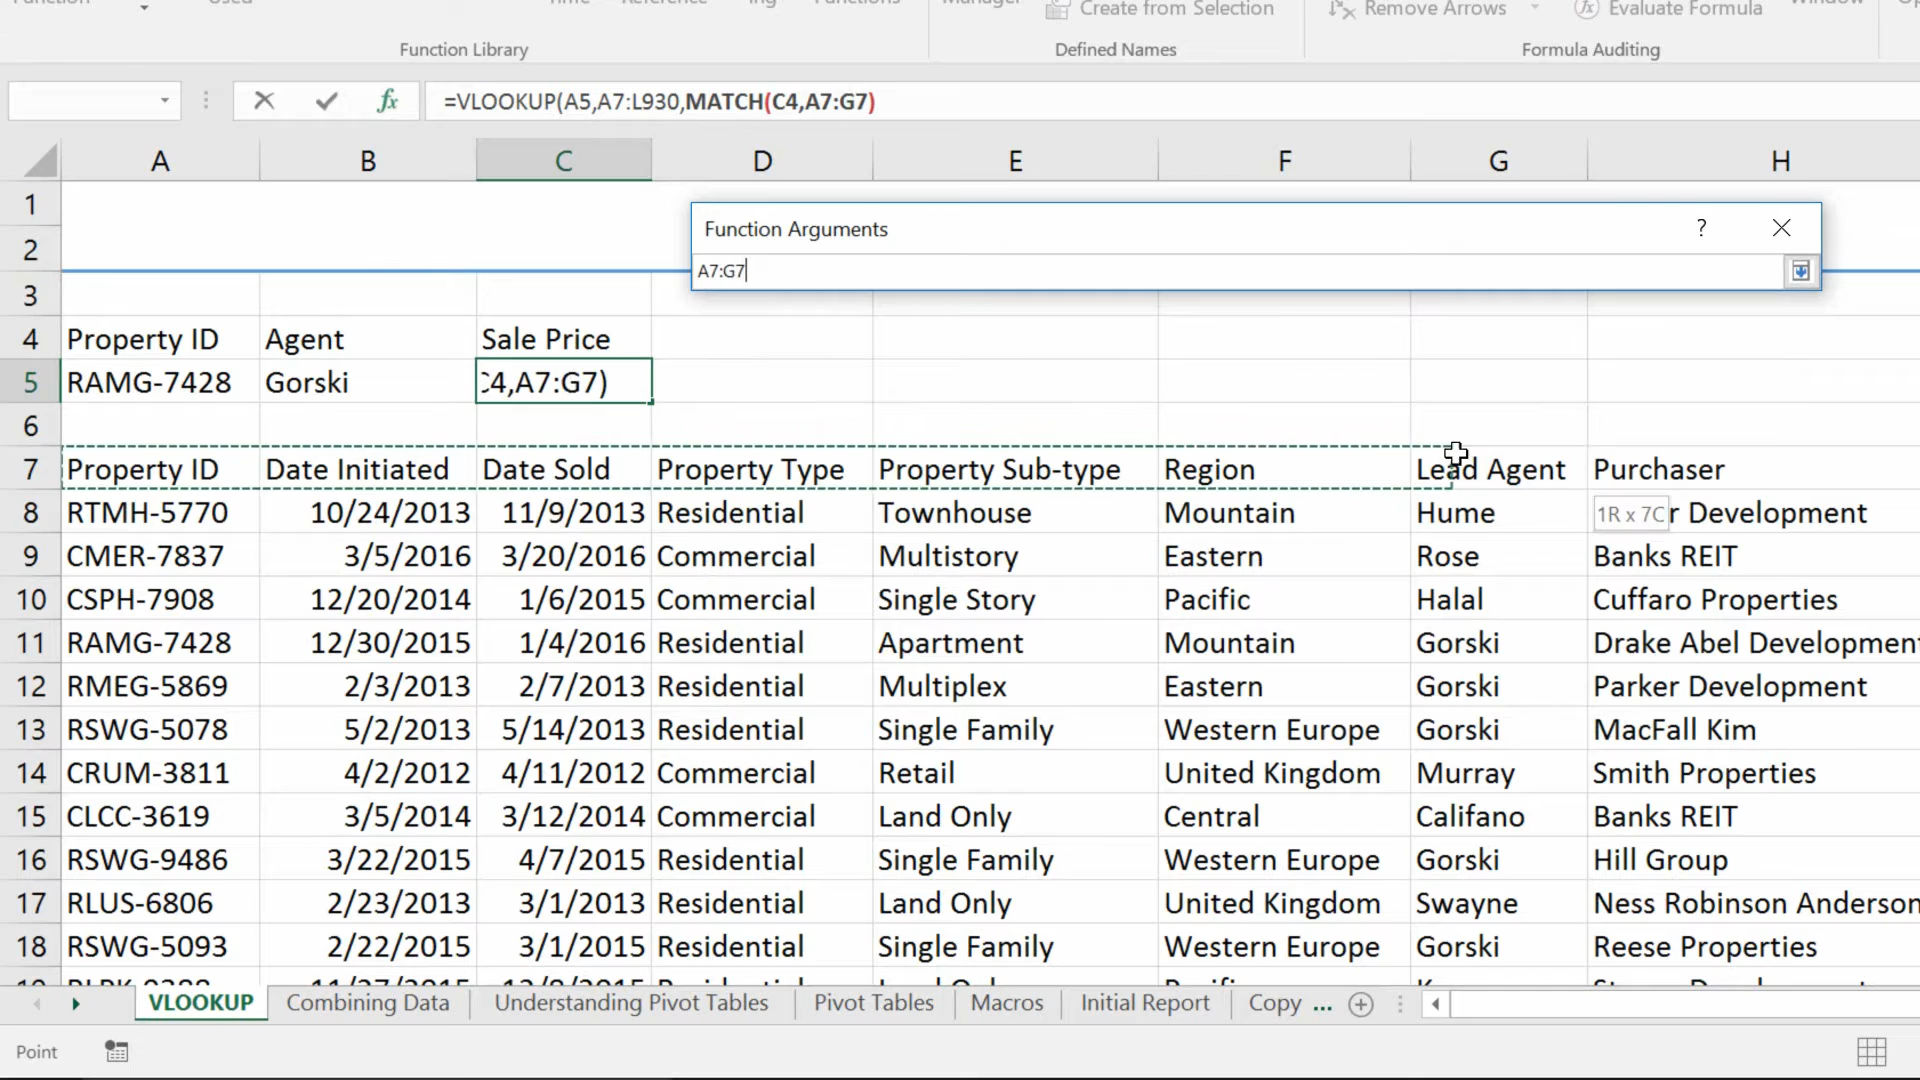 Function Library
Create from Selection
Defined Names
Remove Arrows
fx Evaluate Formula
Formula Auditing
fx =VLOOKUP(A5,A7:L930,MATCH(C4,A7:G7)
A B C D E F G H
Function Arguments ?
A7:G7
1
2
3
4 Property ID Agent Sale Price
5 RAMG-7428 Gorski C4,A7:G7)
6
7 Property ID Date Initiated Date Sold Property Type Property Sub-type Region Lead Agent Purchaser
1R x 7C
8 RTMH-5770 10/24/2013 11/9/2013 Residential Townhouse Mountain Hume r Development
9 CMER-7837 3/5/2016 3/20/2016 Commercial Multistory Eastern Rose Banks REIT
10 CSPH-7908 12/20/2014 1/6/2015 Commercial Single Story Pacific Halal Cuffaro Properties
11 RAMG-7428 12/30/2015 1/4/2016 Residential Apartment Mountain Gorski Drake Abel Development
12 RMEG-5869 2/3/2013 2/7/2013 Residential Multiplex Eastern Gorski Parker Development
13 RSWG-5078 5/2/2013 5/14/2013 Residential Single Family Western Europe Gorski MacFall Kim
14 CRUM-3811 4/2/2012 4/11/2012 Commercial Retail United Kingdom Murray Smith Properties
15 CLCC-3619 3/5/2014 3/12/2014 Commercial Land Only Central Califano Banks REIT
16 RSWG-9486 3/22/2015 4/7/2015 Residential Single Family Western Europe Gorski Hill Group
17 RLUS-6806 2/23/2013 3/1/2013 Residential Land Only United Kingdom Swayne Ness Robinson Anderson
18 RSWG-5093 2/22/2015 3/1/2015 Residential Single Family Western Europe Gorski Reese Properties
VLOOKUP Combining Data Understanding Pivot Tables Pivot Tables Macros Initial Report Copy ...
Point